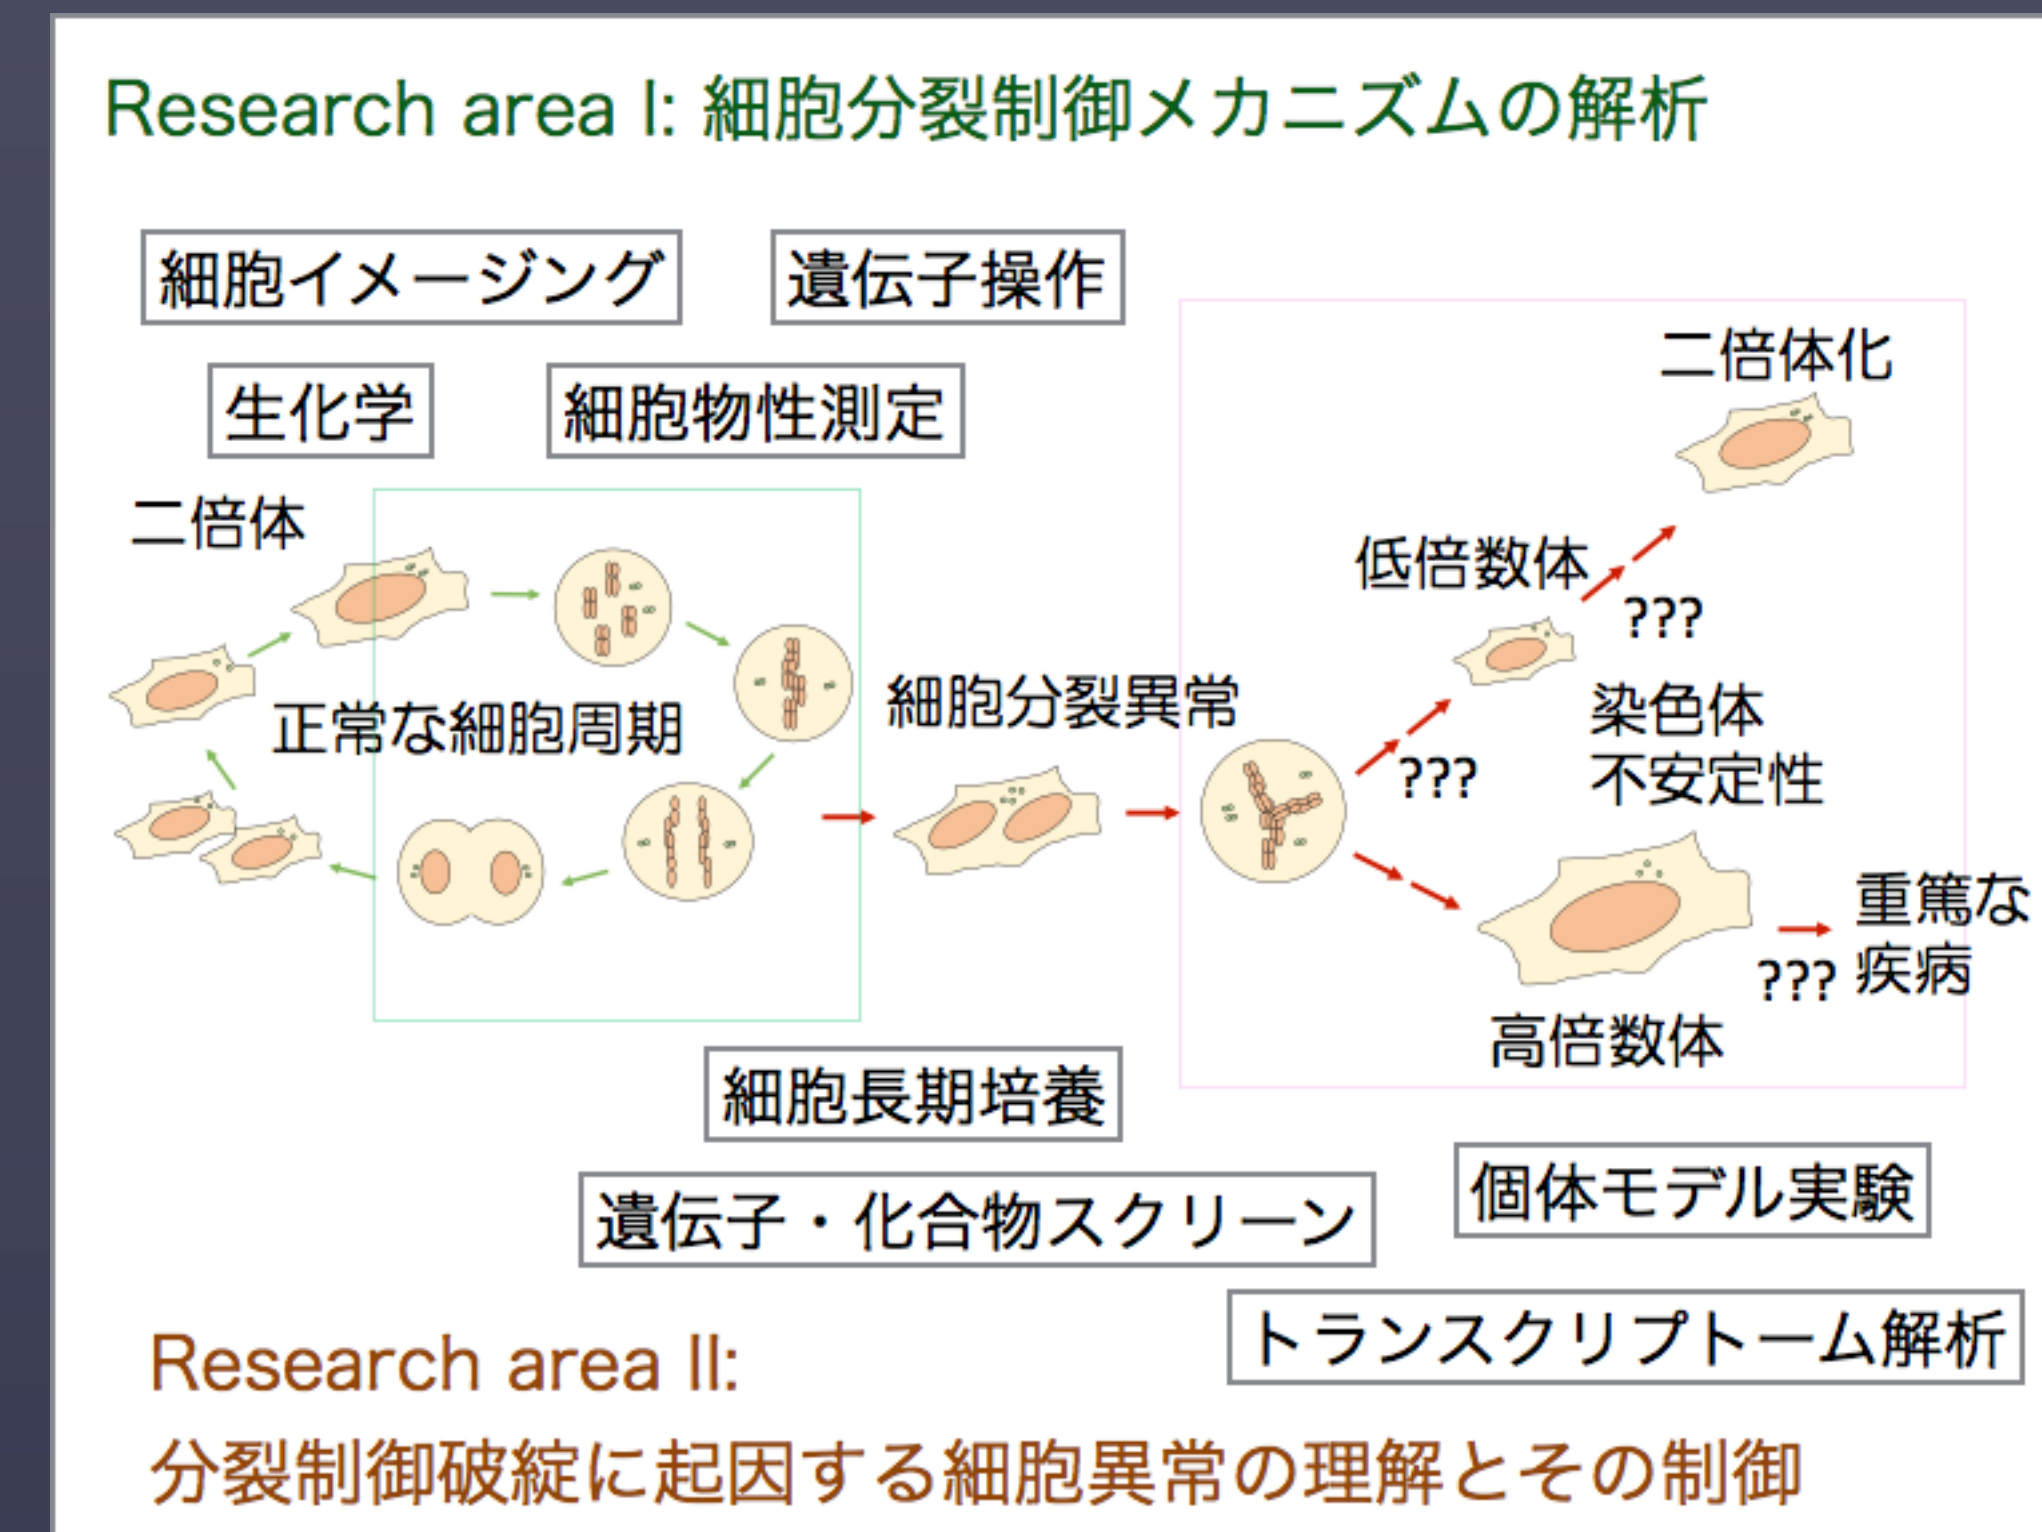 Research area I: 細胞分裂制御メカニズムの解析
細胞イメージング
遺伝子操作
生化学
細胞物性測定
二倍体
正常な細胞周期
細胞分裂異常
二倍体化
低倍数体
???
???
染色体
不安定性
重篤な
疾病
???
高倍数体
細胞長期培養
遺伝子・化合物スクリーン
個体モデル実験
トランスクリプトーム解析
Research area II:
分裂制御破綻に起因する細胞異常の理解とその制御